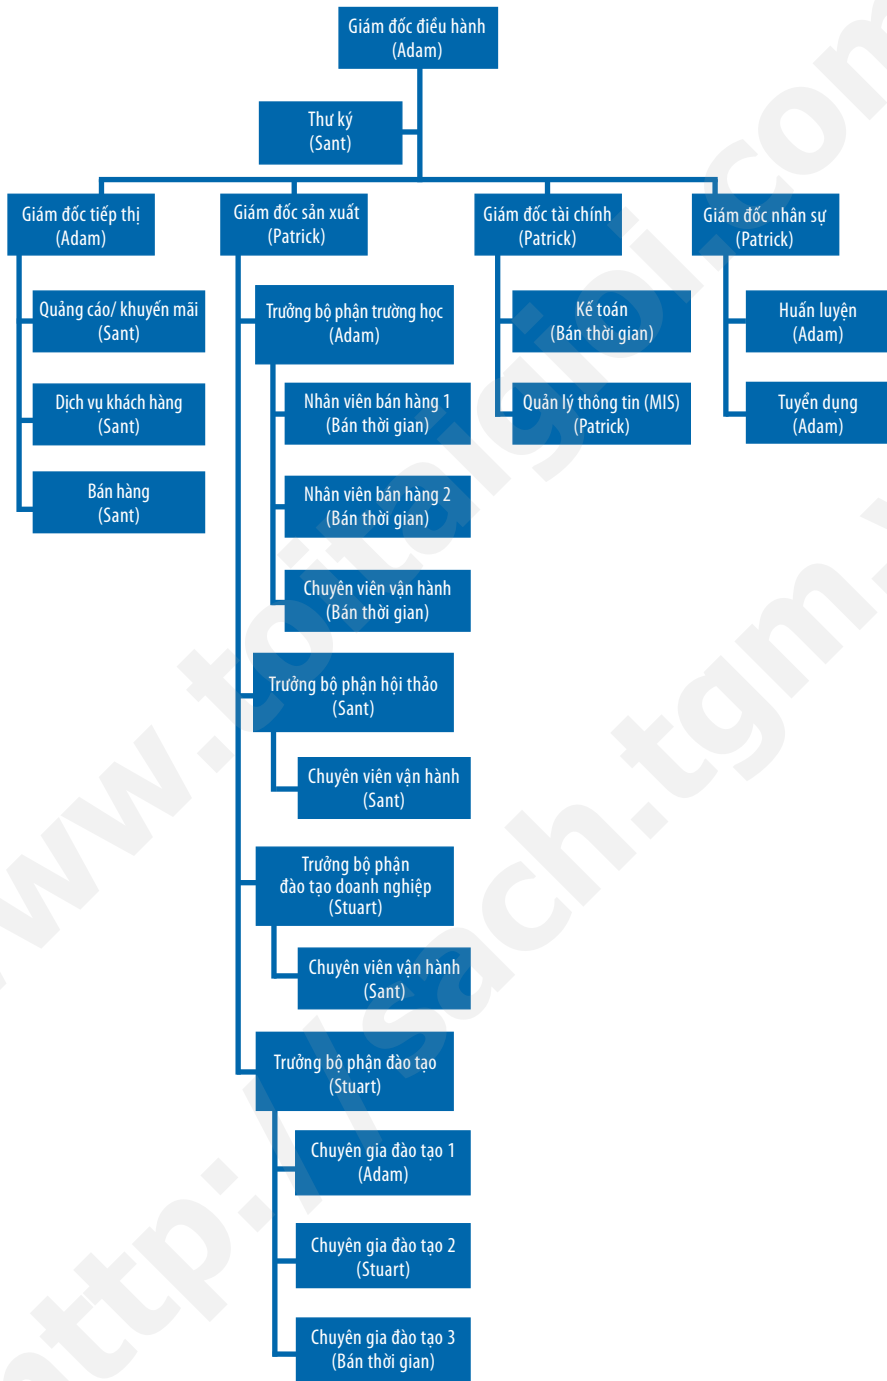 Giám đốc điều hành
(Adam)
Thư ký
(Sant)
Giám đốc tiếp thị
(Adam)
Quảng cáo/ khuyến mãi
(Sant)
Dịch vụ khách hàng
(Sant)
Bán hàng
(Sant)
Giám đốc sản xuất
(Patrick)
Trưởng bộ phận trường học
(Adam)
Nhân viên bán hàng 1
(Bán thời gian)
Nhân viên bán hàng 2
(Bán thời gian)
Chuyên viên vận hành
(Bán thời gian)
Trưởng bộ phận hội thảo
(Sant)
Chuyên viên vận hành
(Sant)
Trưởng bộ phận
đào tạo doanh nghiệp
(Stuart)
Chuyên viên vận hành
(Sant)
Trưởng bộ phận đào tạo
(Stuart)
Chuyên gia đào tạo 1
(Adam)
Chuyên gia đào tạo 2
(Stuart)
Chuyên gia đào tạo 3
(Bán thời gian)
Giám đốc tài chính
(Patrick)
Kế toán
(Bán thời gian)
Quản lý thông tin (MIS)
(Patrick)
Giám đốc nhân sự
(Patrick)
Huấn luyện
(Adam)
Tuyển dụng
(Adam)
www.toitaigioi.com
http://sach.tgm.v